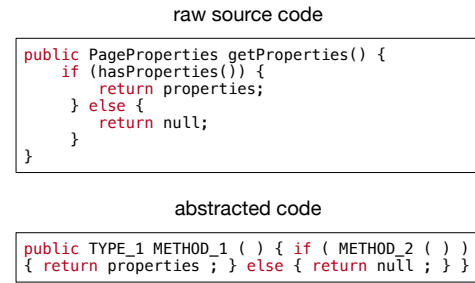 raw source code
public PageProperties getProperties() {
if (hasProperties()) {
return properties;
} else {
return null;
}
}
abstracted code
public TYPE_1 METHOD_1 ( ) { if ( METHOD_2 ( ) )
{ return properties ; } else { return null ; } }